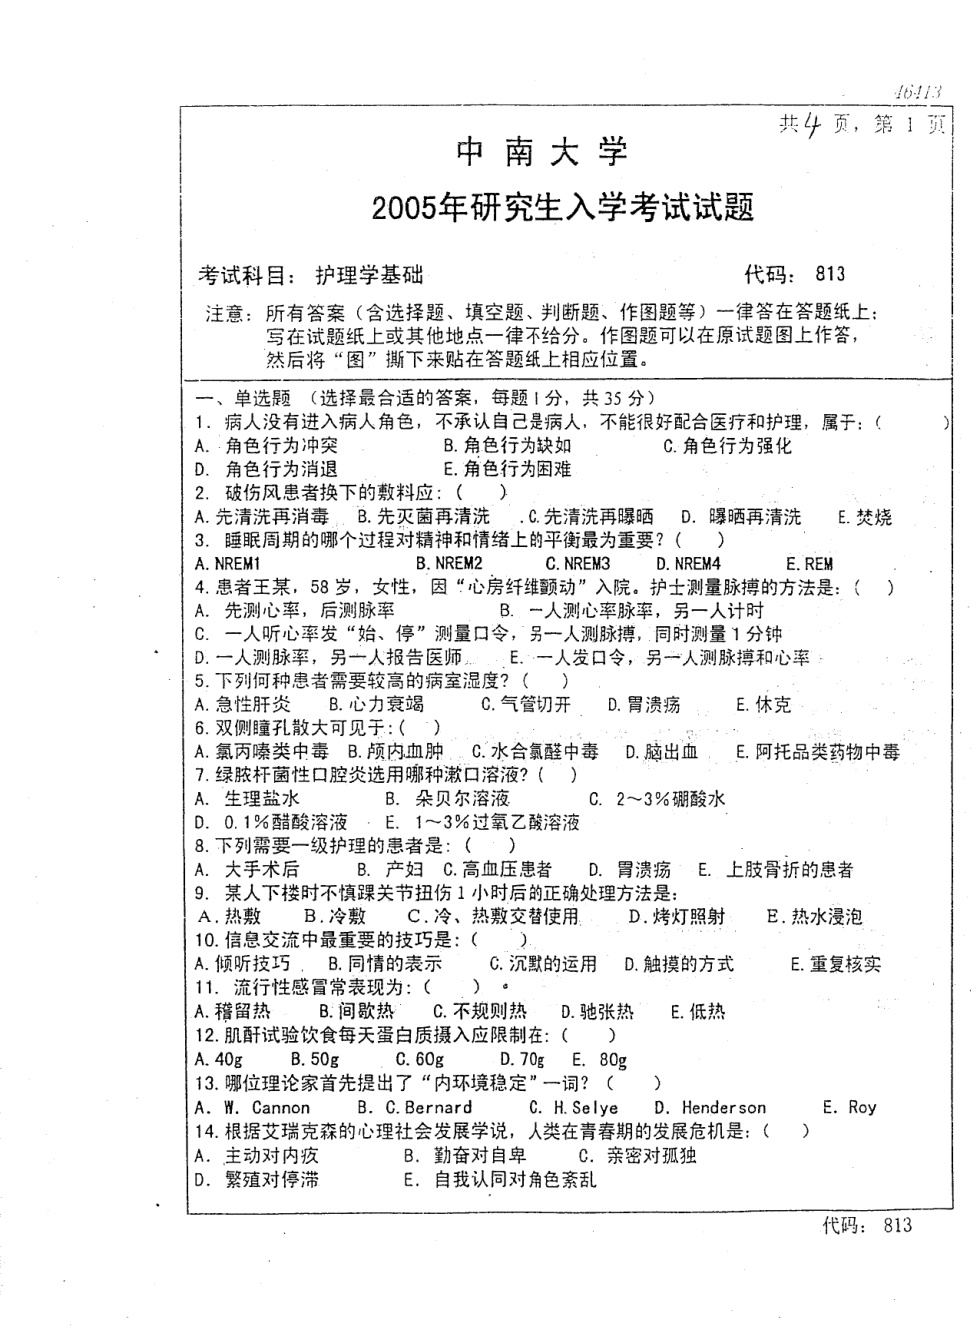 46413
共4页，第1页
中南大学
2005年研究生入学考试试题
考试科目： 护理学基础 代码： 813
注意：所有答案（含选择题、填空题、判断题、作图题等）一律答在答题纸上；
写在试题纸上或其他地点一律不给分。作图题可以在原试题图上作答，
然后将“图”撕下来贴在答题纸上相应位置。
一、单选题 （选择最合适的答案，每题1分，共35分）
1. 病人没有进入病人角色，不承认自己是病人，不能很好配合医疗和护理，属于：（ ）
A. 角色行为冲突 B. 角色行为缺如 C. 角色行为强化
D. 角色行为消退 E. 角色行为困难
2. 破伤风患者换下的敷料应：（ ）
A. 先清洗再消毒 B. 先灭菌再清洗 C. 先清洗再曝晒 D. 曝晒再清洗 E. 焚烧
3. 睡眠周期的哪个过程对精神和情绪上的平衡最为重要？（ ）
A. NREM1 B. NREM2 C. NREM3 D. NREM4 E. REM
4. 患者王某，58岁，女性，因“心房纤维颤动”入院。护士测量脉搏的方法是：（ ）
A. 先测心率，后测脉率 B. 一人测心率脉率，另一人计时
C. 一人听心率发“始、停”测量口令，另一人测脉搏，同时测量1分钟
D. 一人测脉率，另一人报告医师 E. 一人发口令，另一人测脉搏和心率
5. 下列何种患者需要较高的病室湿度？（ ）
A. 急性肝炎 B. 心力衰竭 C. 气管切开 D. 胃溃疡 E. 休克
6. 双侧瞳孔散大可见于：（ ）
A. 氯丙嗪类中毒 B. 颅内血肿 C. 水合氯醛中毒 D. 脑出血 E. 阿托品类药物中毒
7. 绿脓杆菌性口腔炎选用哪种漱口溶液？（ ）
A. 生理盐水 B. 朵贝尔溶液 C. 2～3%硼酸水
D. 0.1%醋酸溶液 E. 1～3%过氧乙酸溶液
8. 下列需要一级护理的患者是：（ ）
A. 大手术后 B. 产妇 C. 高血压患者 D. 胃溃疡 E. 上肢骨折的患者
9. 某人下楼时不慎踝关节扭伤1小时后的正确处理方法是：
A. 热敷 B. 冷敷 C. 冷、热敷交替使用 D. 烤灯照射 E. 热水浸泡
10. 信息交流中最重要的技巧是：（ ）
A. 倾听技巧 B. 同情的表示 C. 沉默的运用 D. 触摸的方式 E. 重复核实
11. 流行性感冒常表现为：（ ）。
A. 稽留热 B. 间歇热 C. 不规则热 D. 驰张热 E. 低热
12. 肌酐试验饮食每天蛋白质摄入应限制在：（ ）
A. 40g B. 50g C. 60g D. 70g E. 80g
13. 哪位理论家首先提出了“内环境稳定”一词？（ ）
A. W. Cannon B. C. Bernard C. H. Selye D. Henderson E. Roy
14. 根据艾瑞克森的心理社会发展学说，人类在青春期的发展危机是：（ ）
A. 主动对内疚 B. 勤奋对自卑 C. 亲密对孤独
D. 繁殖对停滞 E. 自我认同对角色紊乱
代码： 813